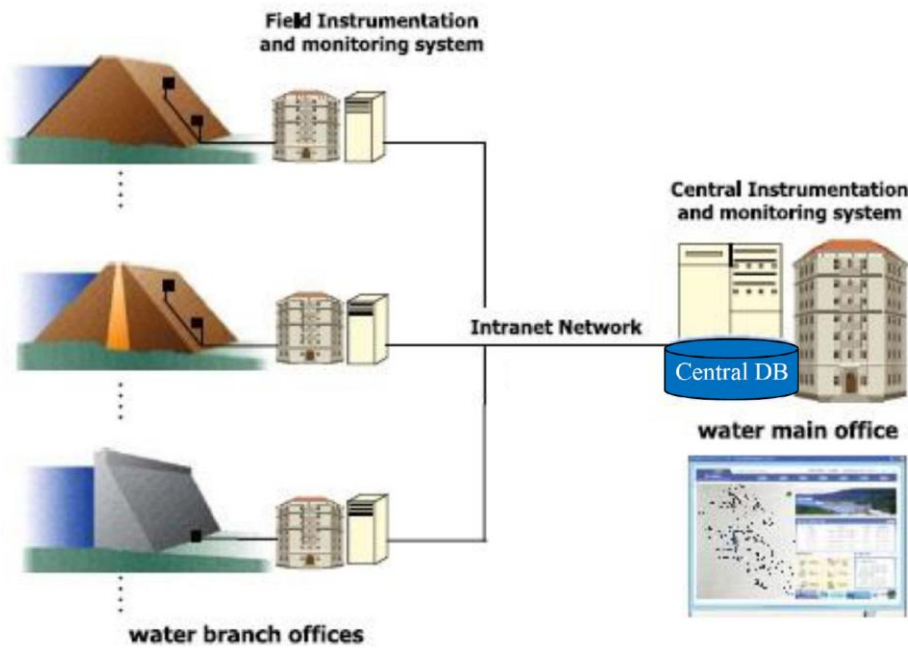 Field Instrumentation
and monitoring system
Central Instrumentation
and monitoring system
Intranet Network
Central DB
water main office
water branch offices